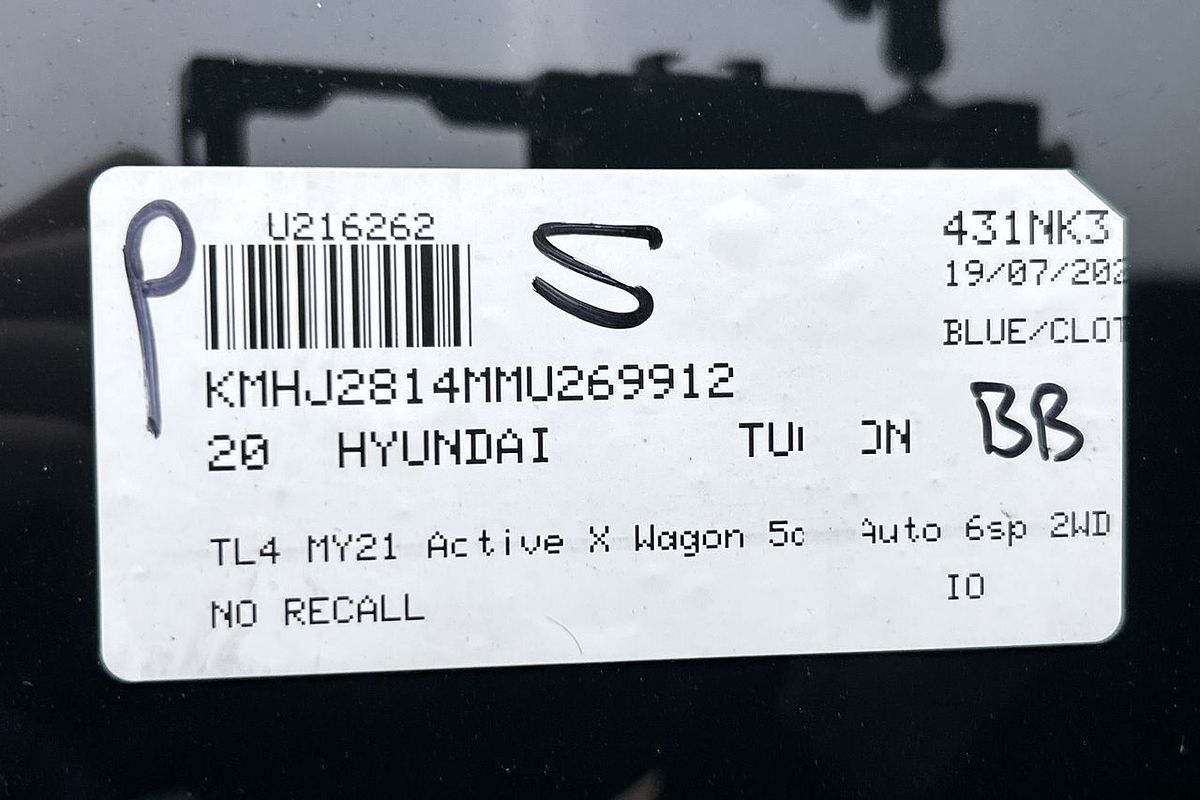 P
U216262
S
431NK3
19/07/202
BLUE/CLOT
KMHJ2814MMU269912
BB
20 HYUNDAI
TL4 MY21 Active X Wagon Auto 6sp 2WD
IO
NO RECALL